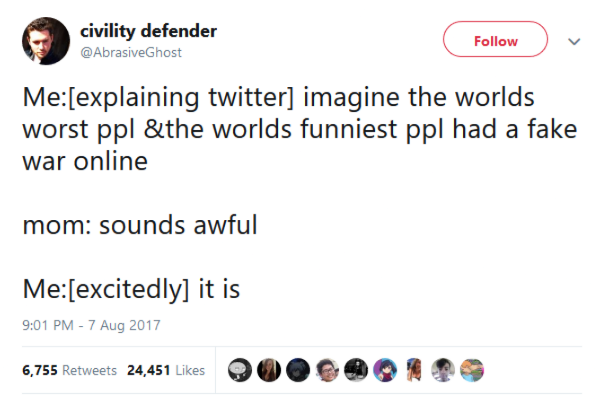 civility defender
@AbrasiveGhost
Follow
Me:[explaining twitter] imagine the worlds
worst ppl &the worlds funniest ppl had a fake
war online
mom: sounds awful
Me:[excitedly] it is
9:01 PM - 7 Aug 2017
6,755 Retweets 24,451 Likes